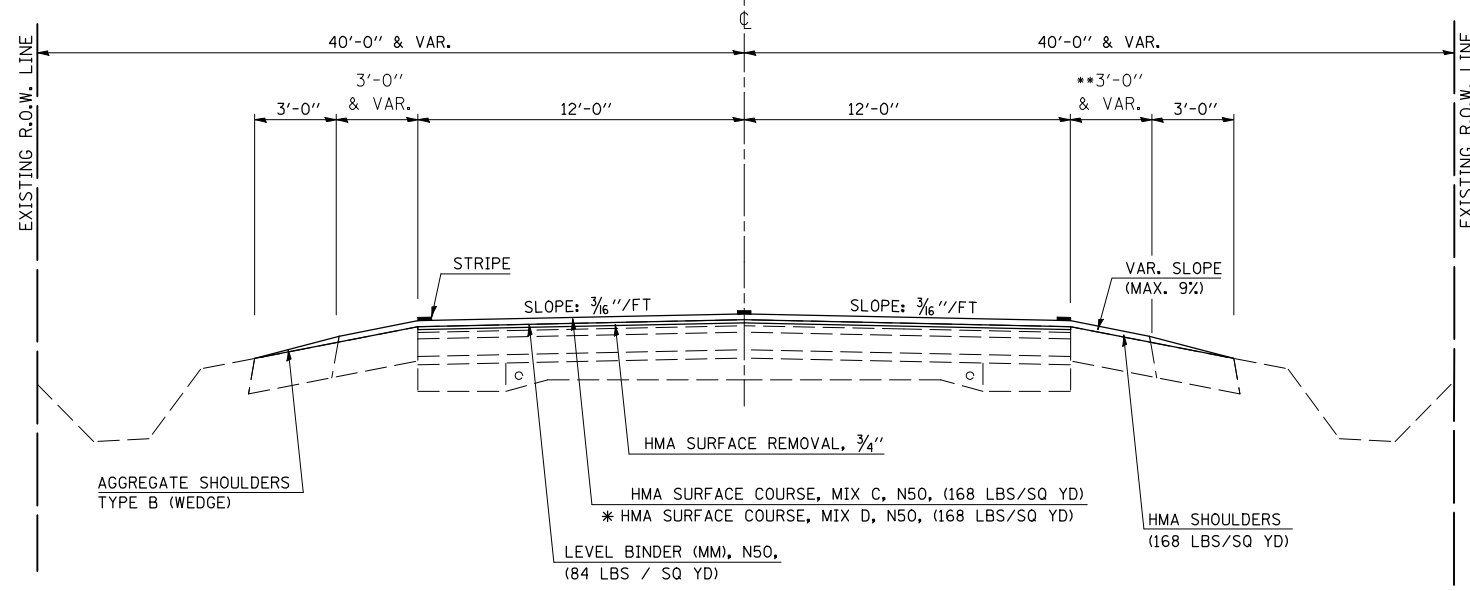 ℄
40'-0" & VAR.
40'-0" & VAR.
EXISTING R.O.W. LINE
EXISTING R.O.W. LINE
3'-0"
& VAR.
**3'-0"
& VAR.
3'-0"
12'-0"
12'-0"
3'-0"
STRIPE
SLOPE: 3/16"/FT
SLOPE: 3/16"/FT
VAR. SLOPE
(MAX. 9%)
HMA SURFACE REMOVAL, 3/4"
AGGREGATE SHOULDERS
TYPE B (WEDGE)
HMA SURFACE COURSE, MIX C, N50, (168 LBS/SQ YD)
* HMA SURFACE COURSE, MIX D, N50, (168 LBS/SQ YD)
HMA SHOULDERS
(168 LBS/SQ YD)
LEVEL BINDER (MM), N50,
(84 LBS / SQ YD)